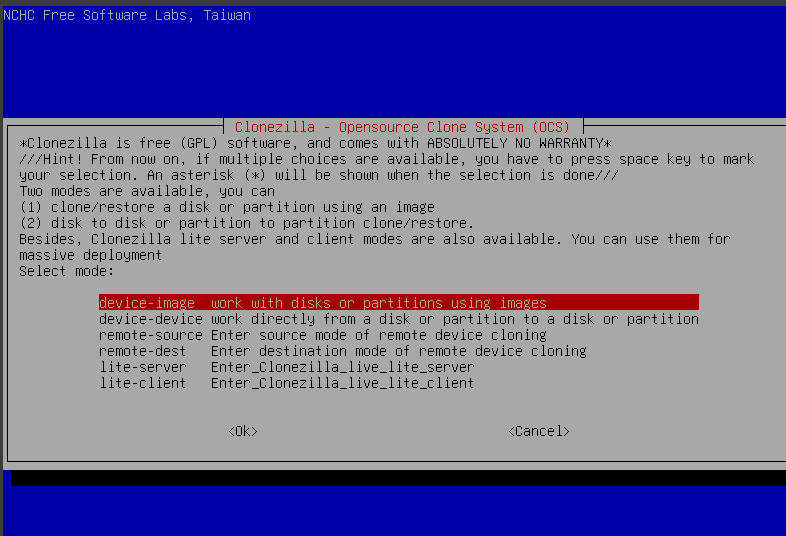 NCHC Free Software Labs, Taiwan
Clonezilla - Opensource Clone System (OCS)
*Clonezilla is free (GPL) software, and comes with ABSOLUTELY NO WARRANTY*
///Hint! From now on, if multiple choices are available, you have to press space key to mark
your selection. An asterisk (*) will be shown when the selection is done///
Two modes are available, you can
(1) clone/restore a disk or partition using an image
(2) disk to disk or partition to partition clone/restore.
Besides, Clonezilla lite server and client modes are also available. You can use them for
massive deployment
Select mode:
device-image work with disks or partitions using images
device-device work directly from a disk or partition to a disk or partition
remote-source Enter source mode of remote device cloning
remote-dest Enter destination mode of remote device cloning
lite-server Enter_Clonezilla_live_lite_server
lite-client Enter_Clonezilla_live_lite_client
<Ok> <Cancel>